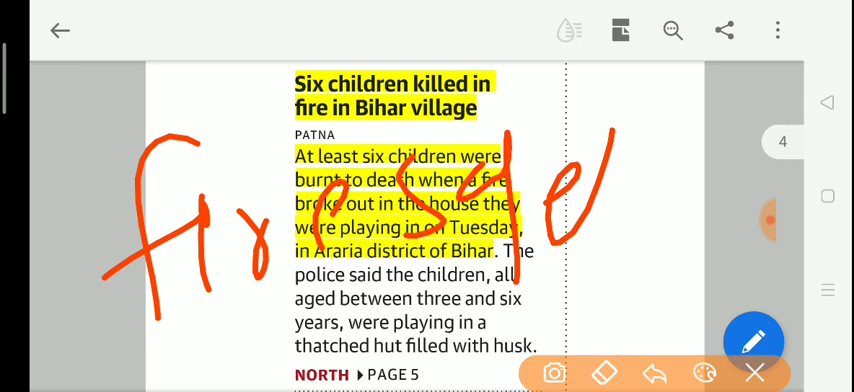 Six children killed in
fire in Bihar village
PATNA
4
At least six children were
burnt to death when a fire
broke out in the house they
were playing in on Tuesday,
in Araria district of Bihar. The
police said the children, all
aged between three and six
years, were playing in a
thatched hut filled with husk.
NORTH PAGE 5
fire